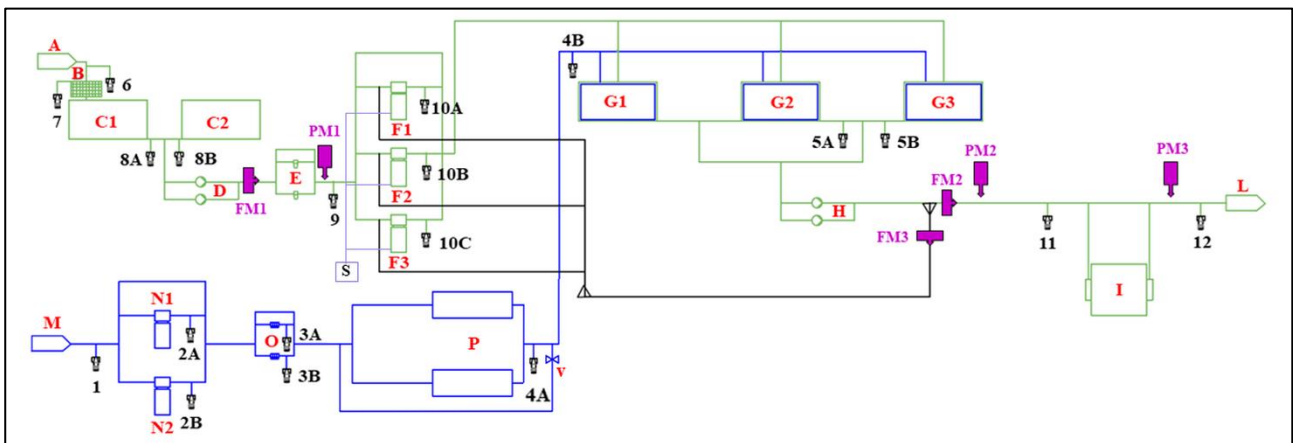 A
B
6
7
C1
C2
8A
8B
D
FM1
E
PM1
9
F1
10A
F2
10B
F3
10C
S
4B
G1
G2
G3
5A
5B
H
FM2
PM2
FM3
11
PM3
12
L
I
M
1
N1
2A
N2
2B
O
3A
3B
P
4A
v